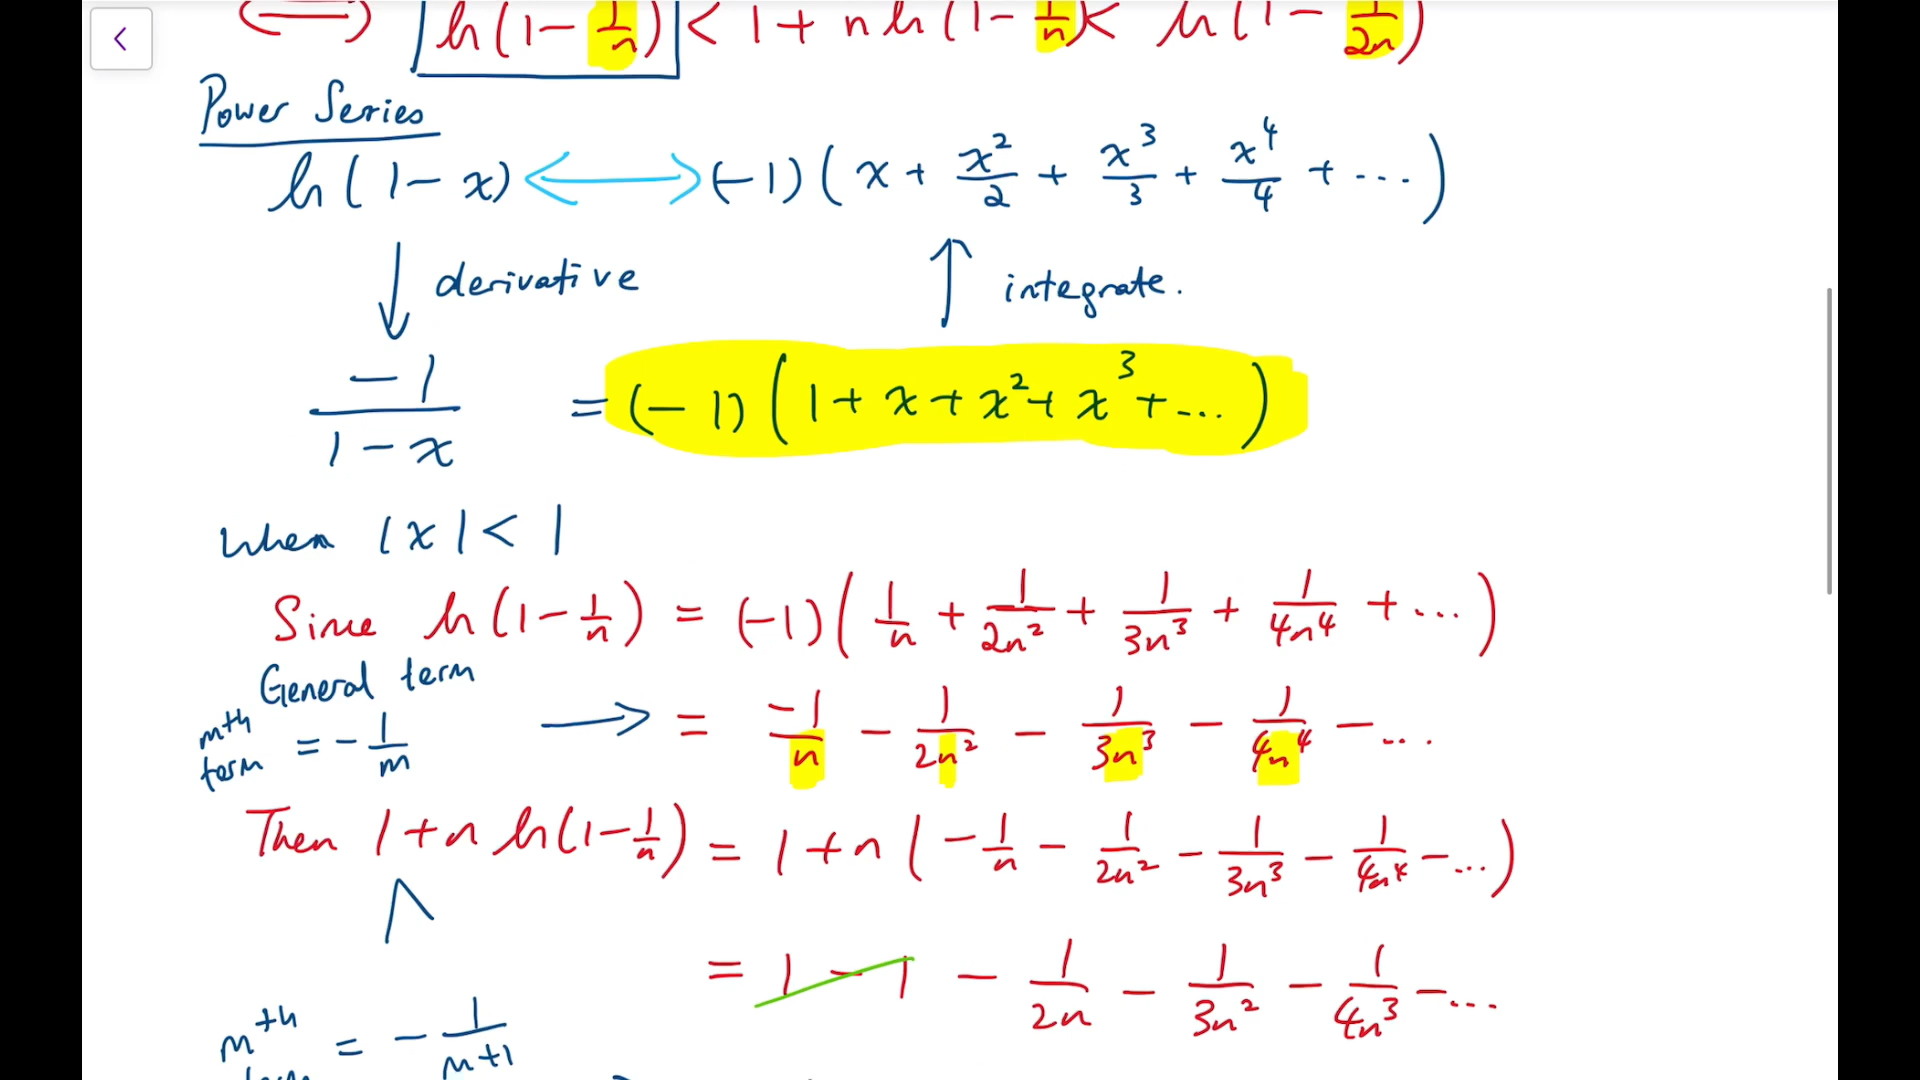 ⟺ ln(1 - 1/n) < 1 + n ln(1 - 1/n) < ln(1 - 1/2n)
Power Series
ln(1 - x) ⟷ (-1)(x + x²/2 + x³/3 + x⁴/4 + ...)
↓ derivative ↑ integrate.
-1/(1 - x) = (-1)(1 + x + x² + x³ + ...)
When |x| < 1
Since ln(1 - 1/n) = (-1)(1/n + 1/2n² + 1/3n³ + 1/4n⁴ + ...)
General term
mth term = - 1/m → = -1/n - 1/2n² - 1/3n³ - 1/4n⁴ - ...
Then 1 + n ln(1 - 1/n) = 1 + n(- 1/n - 1/2n² - 1/3n³ - 1/4n⁴ - ...)
= 1 - 1 - 1/2n - 1/3n² - 1/4n³ - ...
mth term = - 1/m+1